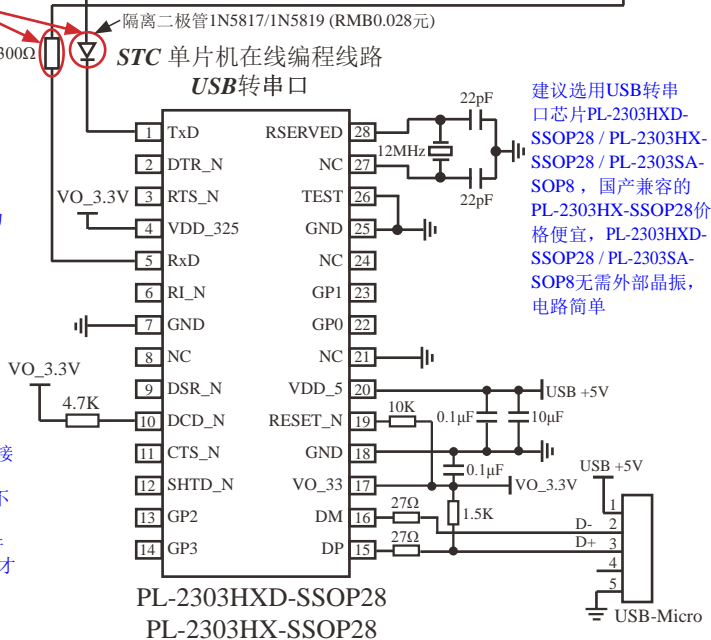 隔离二极管1N5817/1N5819 (RMB0.028元)
300Ω
STC 单片机在线编程线路
USB转串口
建议选用USB转串
口芯片PL-2303HXD-
SSOP28 / PL-2303HX-
SSOP28 / PL-2303SA-
SOP8 ，国产兼容的
PL-2303HX-SSOP28价
格便宜，PL-2303HXD-
SSOP28 / PL-2303SA-
SOP8无需外部晶振，
电路简单
22pF
12MHz
22pF
1 TxD RSERVED 28
2 DTR_N NC 27
VO_3.3V
3 RTS_N TEST 26
4 VDD_325 GND 25
5 RxD NC 24
6 RI_N GP1 23
7 GND GP0 22
8 NC NC 21
VO_3.3V
9 DSR_N VDD_5 20
USB +5V
4.7K
10 DCD_N RESET_N 19
10K
0.1μF
10μF
11 CTS_N GND 18
接
0.1μF
12 SHTD_N VO_33 17
VO_3.3V
不
13 GP2 DM 16
27Ω
1.5K
14 GP3 DP 15
27Ω
才
USB +5V
D-
D+
1
2
3
4
5
USB-Micro
PL-2303HXD-SSOP28
PL-2303HX-SSOP28